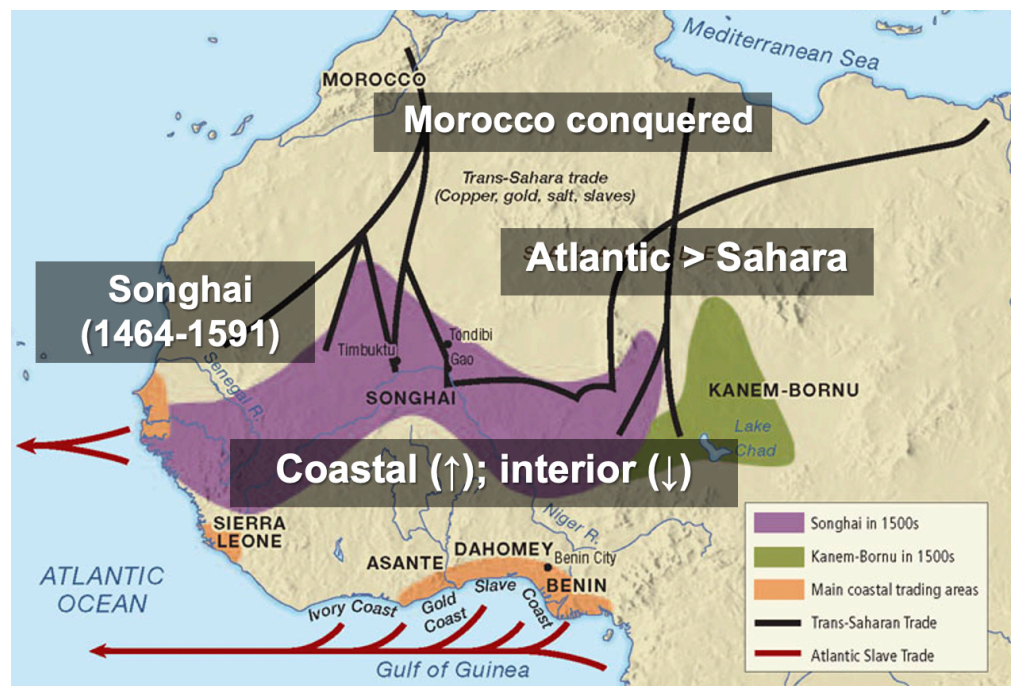 Mediterranean Sea
MOROCCO
Morocco conquered
Trans-Sahara trade
(Copper, gold, salt, slaves)
Atlantic > Sahara
Songhai
(1464-1591)
Tondibi
Timbuktu
Gao
Senegal R.
SONGHAI
KANEM-BORNU
Lake
Chad
Coastal (↑); interior (↓)
Niger R.
SIERRA
LEONE
ASANTE
DAHOMEY
Benin City
BENIN
ATLANTIC
OCEAN
Ivory Coast
Gold
Coast
Slave Coast
Gulf of Guinea
Songhai in 1500s
Kanem-Bornu in 1500s
Main coastal trading areas
Trans-Saharan Trade
Atlantic Slave Trade